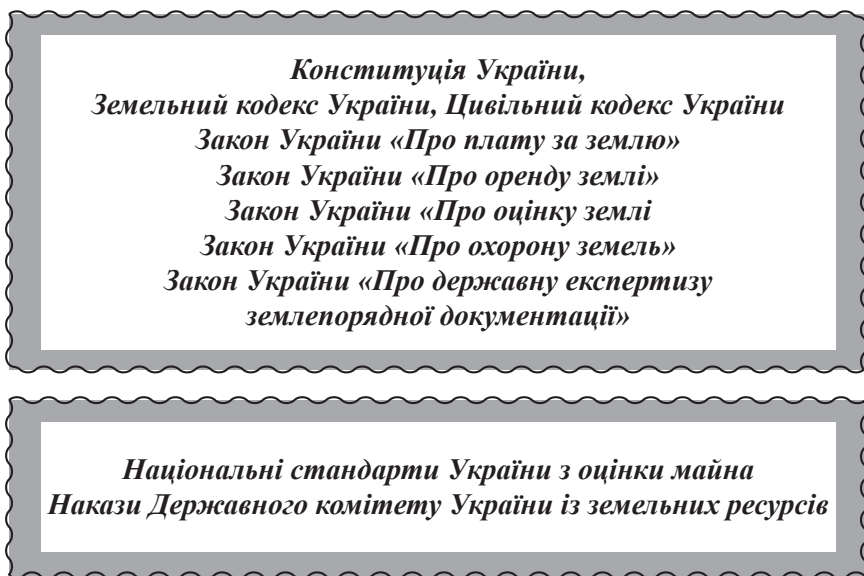 Конституція України,
Земельний кодекс України, Цивільний кодекс України
Закон України «Про плату за землю»
Закон України «Про оренду землі»
Закон України «Про оцінку землі
Закон України «Про охорону земель»
Закон України «Про державну експертизу
землепорядної документації»
Національні стандарти України з оцінки майна
Накази Державного комітету України із земельних ресурсів